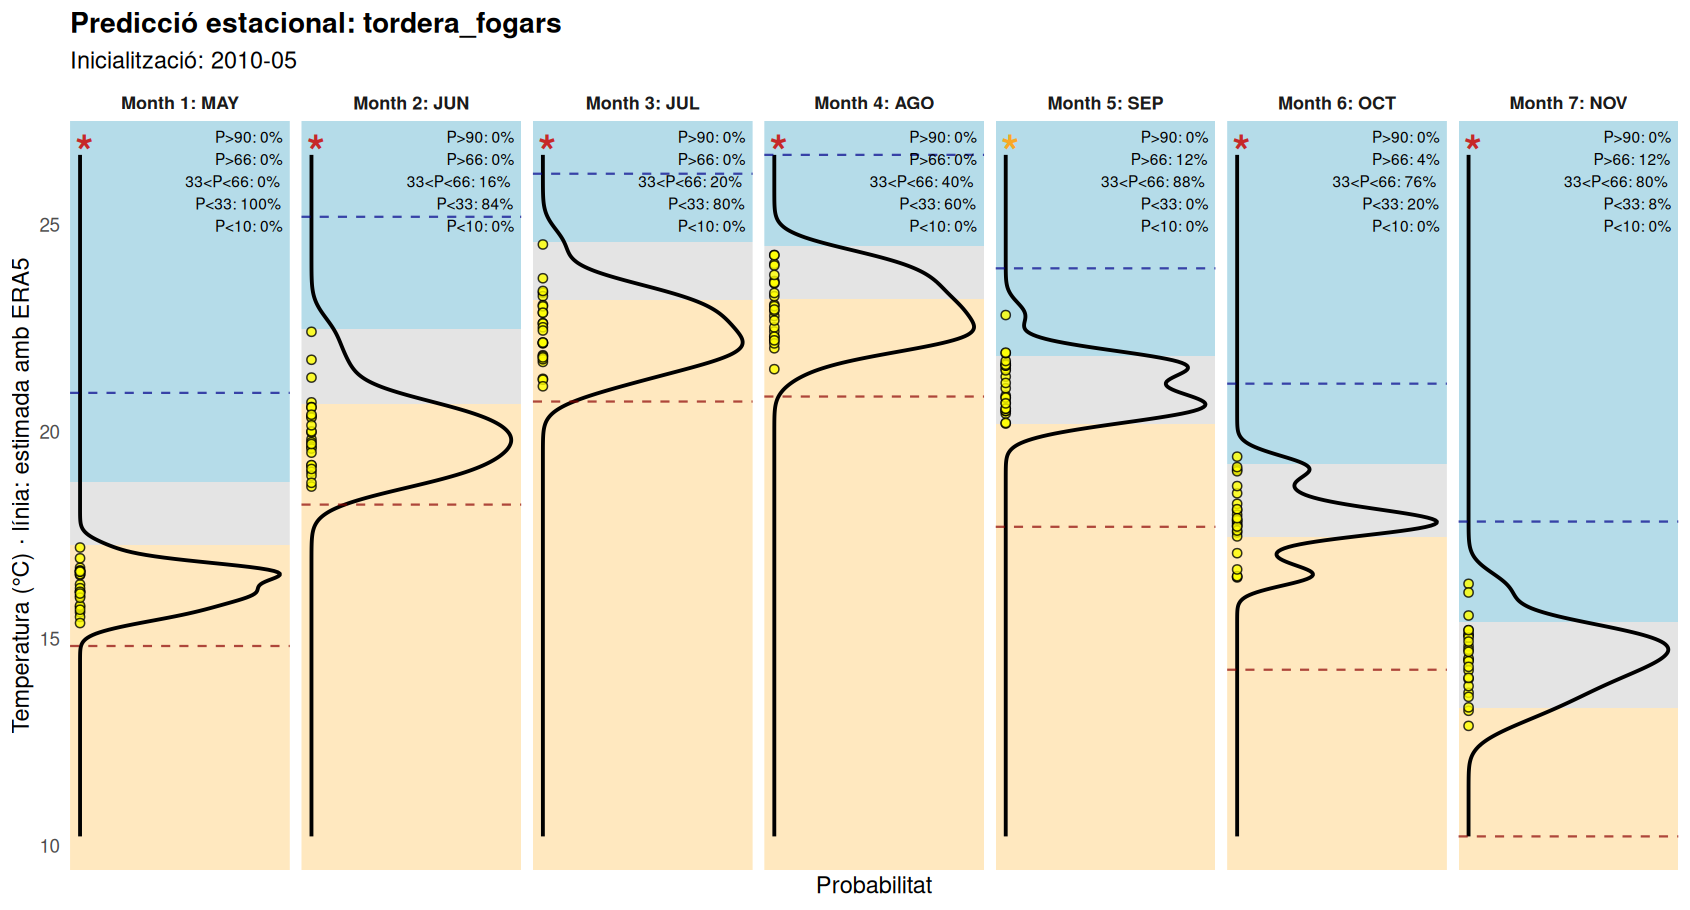 Predicció estacional: tordera_fogars
Inicialització: 2010-05
Month 1: MAY
Month 2: JUN
Month 3: JUL
Month 4: AGO
Month 5: SEP
Month 6: OCT
Month 7: NOV
*
P>90: 0%
P>66: 0%
33<P<66: 0%
P<33: 100%
P<10: 0%
*
P>90: 0%
P>66: 0%
33<P<66: 16%
P<33: 84%
P<10: 0%
*
P>90: 0%
P>66: 0%
33<P<66: 20%
P<33: 80%
P<10: 0%
*
P>90: 0%
P>66: 0%
33<P<66: 40%
P<33: 60%
P<10: 0%
*
P>90: 0%
P>66: 12%
33<P<66: 88%
P<33: 0%
P<10: 0%
*
P>90: 0%
P>66: 4%
33<P<66: 76%
P<33: 20%
P<10: 0%
*
P>90: 0%
P>66: 12%
33<P<66: 80%
P<33: 8%
P<10: 0%
25
20
15
10
Temperatura (°C) · línia: estimada amb ERA5
Probabilitat